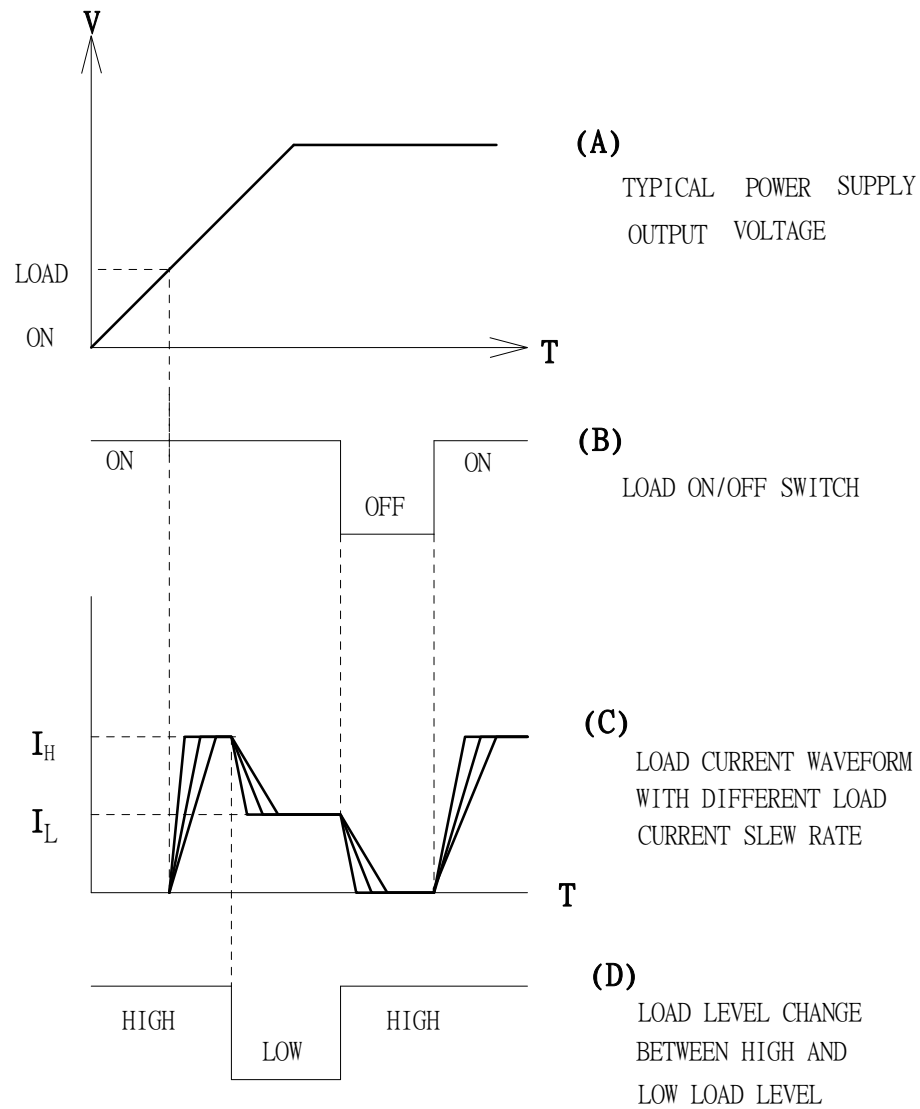 V
(A)
TYPICAL POWER SUPPLY
OUTPUT VOLTAGE
LOAD
ON
T
ON
ON
(B)
LOAD ON/OFF SWITCH
OFF
I_H
(C)
LOAD CURRENT WAVEFORM
WITH DIFFERENT LOAD
CURRENT SLEW RATE
I_L
T
(D)
HIGH
HIGH
LOAD LEVEL CHANGE
BETWEEN HIGH AND
LOW LOAD LEVEL
LOW